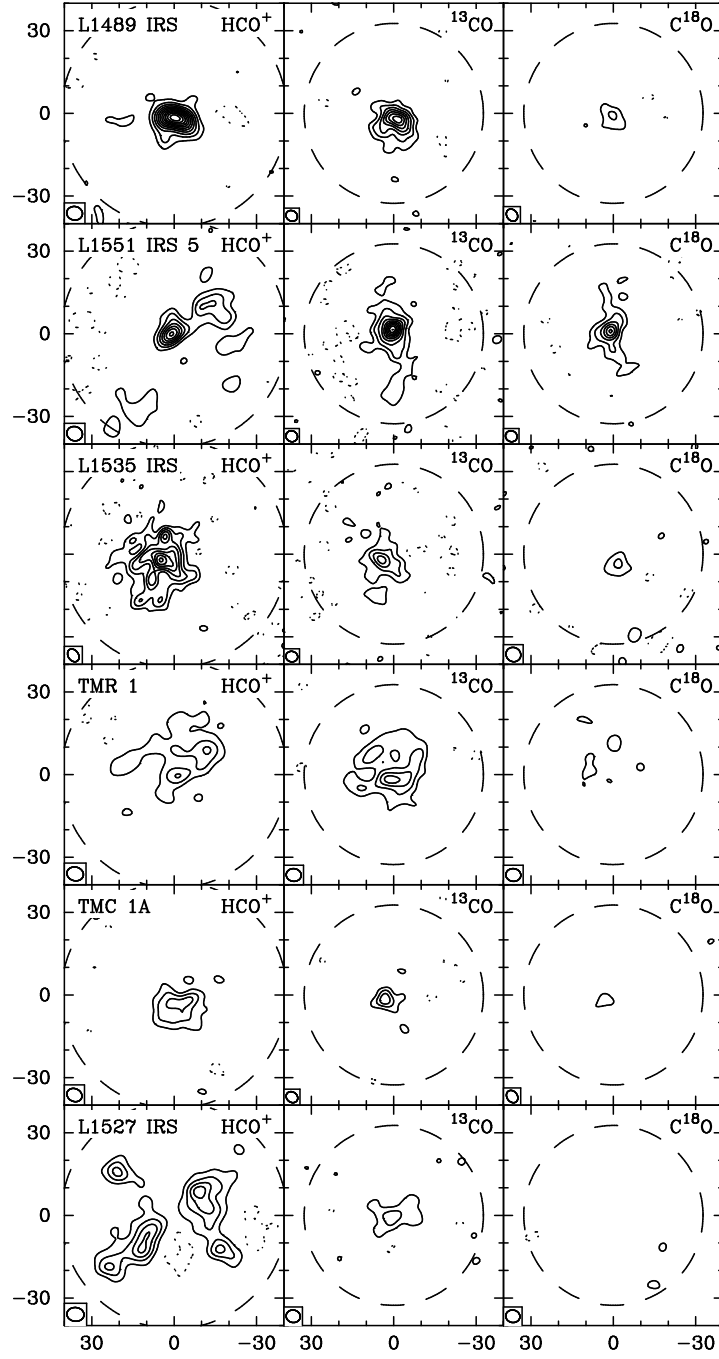 30
L1489 IRS HCO⁺ ¹³CO C¹⁸O
0
−30
30
L1551 IRS 5 HCO⁺ ¹³CO C¹⁸O
0
−30
L1535 IRS HCO⁺ ¹³CO C¹⁸O
30
TMR 1 HCO⁺ ¹³CO C¹⁸O
0
−30
30
TMC 1A HCO⁺ ¹³CO C¹⁸O
0
−30
30
L1527 IRS HCO⁺ ¹³CO C¹⁸O
0
−30
30 0 −30 30 0 −30 30 0 −30